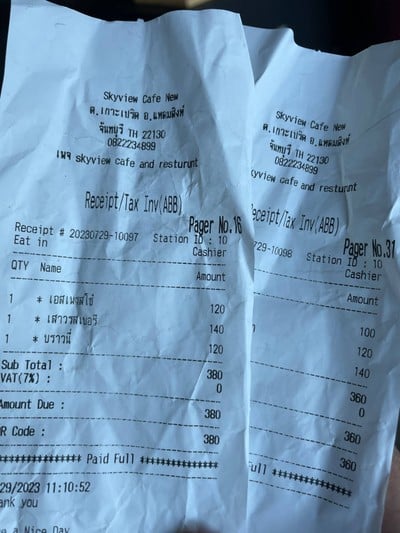 Skyview Cafe New
ต.เกาะเปริด อ.แหลมสิงห์
จันทบุรี TH 22130
0822234899
เพจ skyview cafe and resturunt
Receipt/Tax Inv(ABB)
Pager No.16
Receipt # 20230729-10097 Station ID : 10
Eat in Cashier
QTY Name Amount
1 * เอสเพรสโซ่ 120
1 * เสาวรสเบอรี่ 140
1 * บราวนี่ 120
Sub Total : 380
VAT(7%) : 0
Amount Due : 380
QR Code : 380
Paid Full
29/2023 11:10:52
ank you
e a Nice Day
Skyview Cafe New
ต.เกาะเปริด อ.แหลมสิงห์
จันทบุรี TH 22130
0822234899
skyview cafe and resturunt
Receipt/Tax Inv(ABB)
Pager No.31
729-10098 Station ID : 10
Cashier
Amount
100
120
140
360
0
360
360
Full